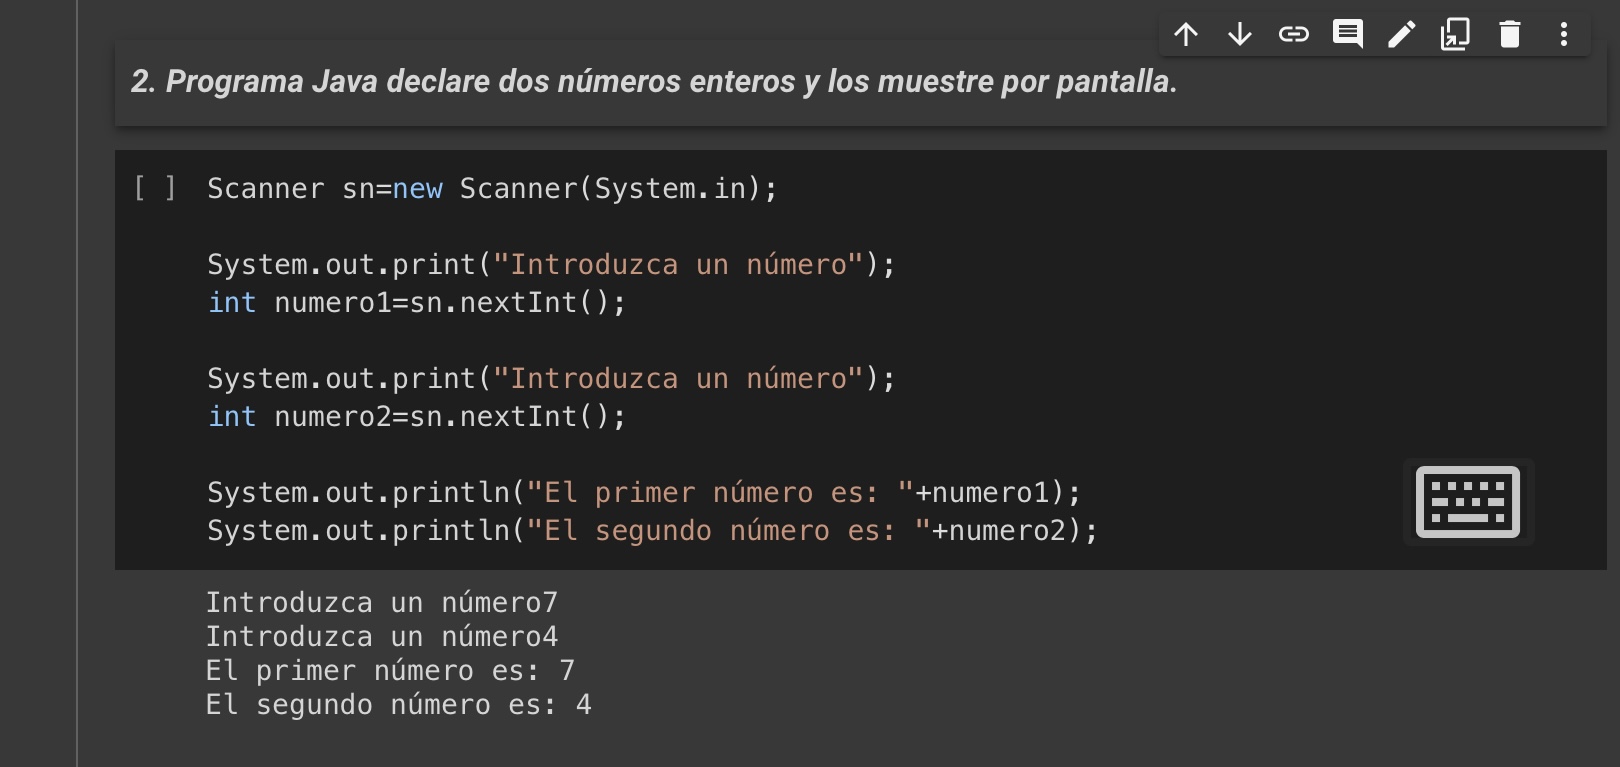 2. Programa Java declare dos números enteros y los muestre por pantalla.
[ ] Scanner sn=new Scanner(System.in);
System.out.print("Introduzca un número");
int numero1=sn.nextInt();
System.out.print("Introduzca un número");
int numero2=sn.nextInt();
System.out.println("El primer número es: "+numero1);
System.out.println("El segundo número es: "+numero2);
Introduzca un número7
Introduzca un número4
El primer número es: 7
El segundo número es: 4